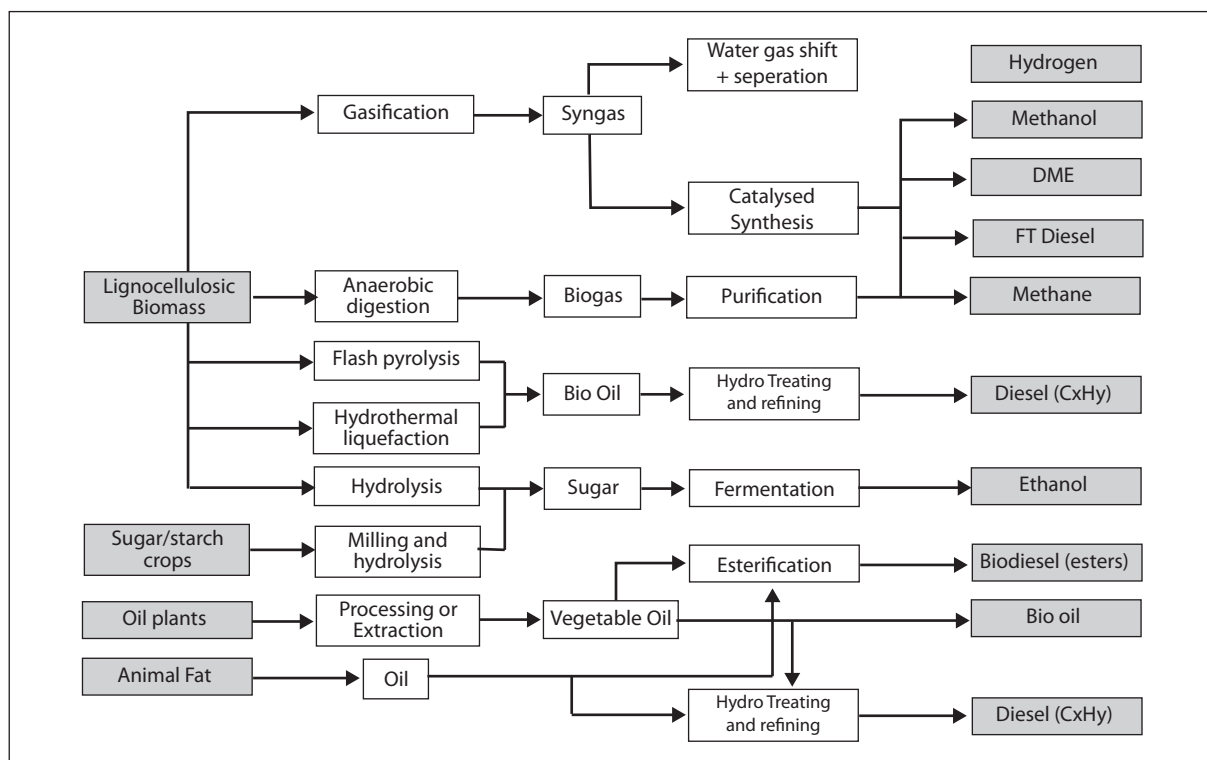 Water gas shift
+ seperation
Hydrogen
Gasification
Syngas
Methanol
DME
Catalysed
Synthesis
FT Diesel
Lignocellulosic
Biomass
Anaerobic
digestion
Biogas
Purification
Methane
Flash pyrolysis
Bio Oil
Hydro Treating
and refining
Diesel (CxHy)
Hydrothermal
liquefaction
Hydrolysis
Sugar
Fermentation
Ethanol
Sugar/starch
crops
Milling and
hydrolysis
Esterification
Biodiesel (esters)
Oil plants
Processing or
Extraction
Vegetable Oil
Bio oil
Animal Fat
Oil
Hydro Treating
and refining
Diesel (CxHy)